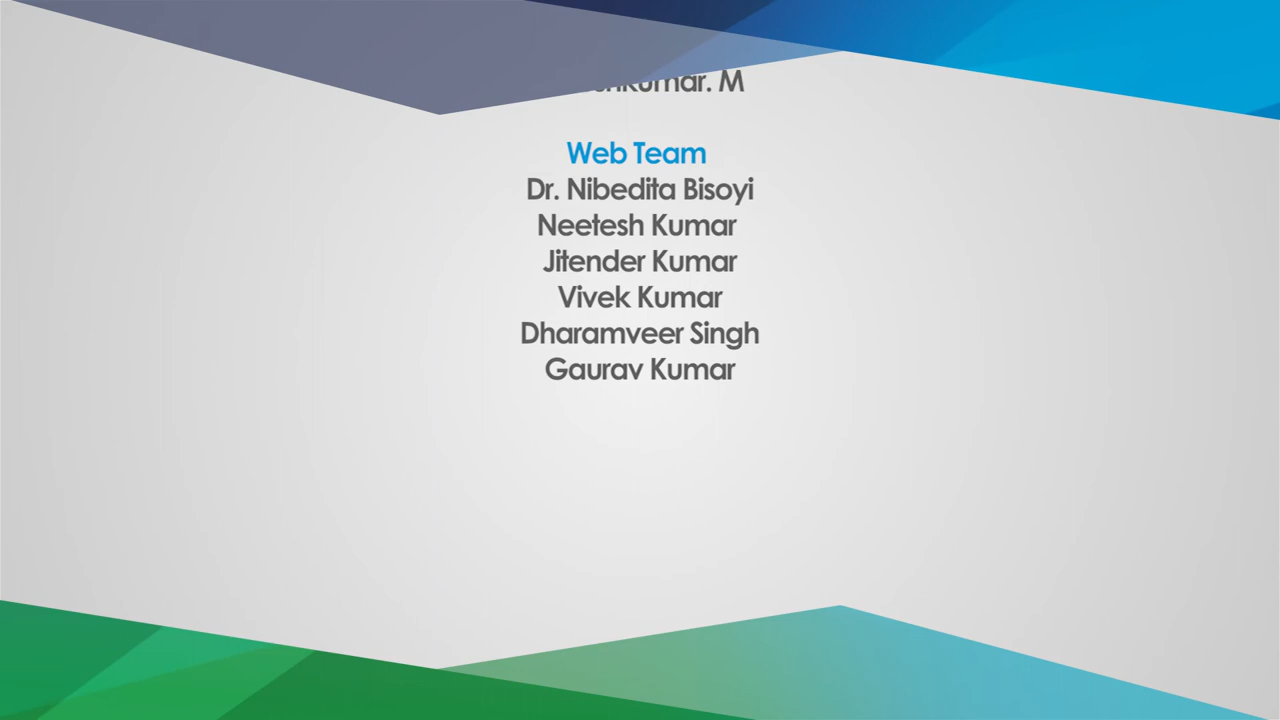 M
Web Team
Dr. Nibedita Bisoyi
Neetesh Kumar
Jitender Kumar
Vivek Kumar
Dharamveer Singh
Gaurav Kumar